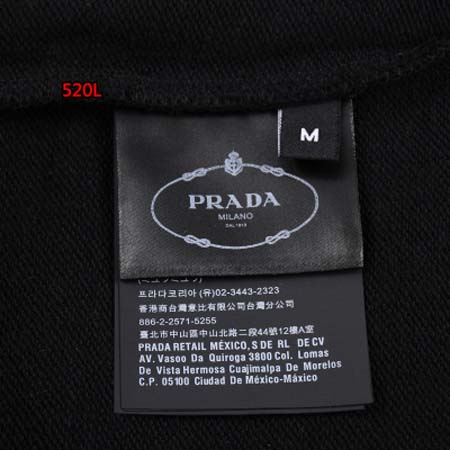 520L
M
PRADA
MILANO
DAL 1913
프라다코리아 (유)02-3443-2323
香港商台灣意比有限公司台灣分公司
886-2-2571-5255
臺北市中山區中山北路二段44號12樓A室
PRADA RETAIL MÉXICO, S DE RL DE CV
AV. Vasoo Da Quiroga 3800 Col. Lomas
De Vista Hermosa Cuajimalpa De Morelos
C.P. 05100 Ciudad De México-Máxico